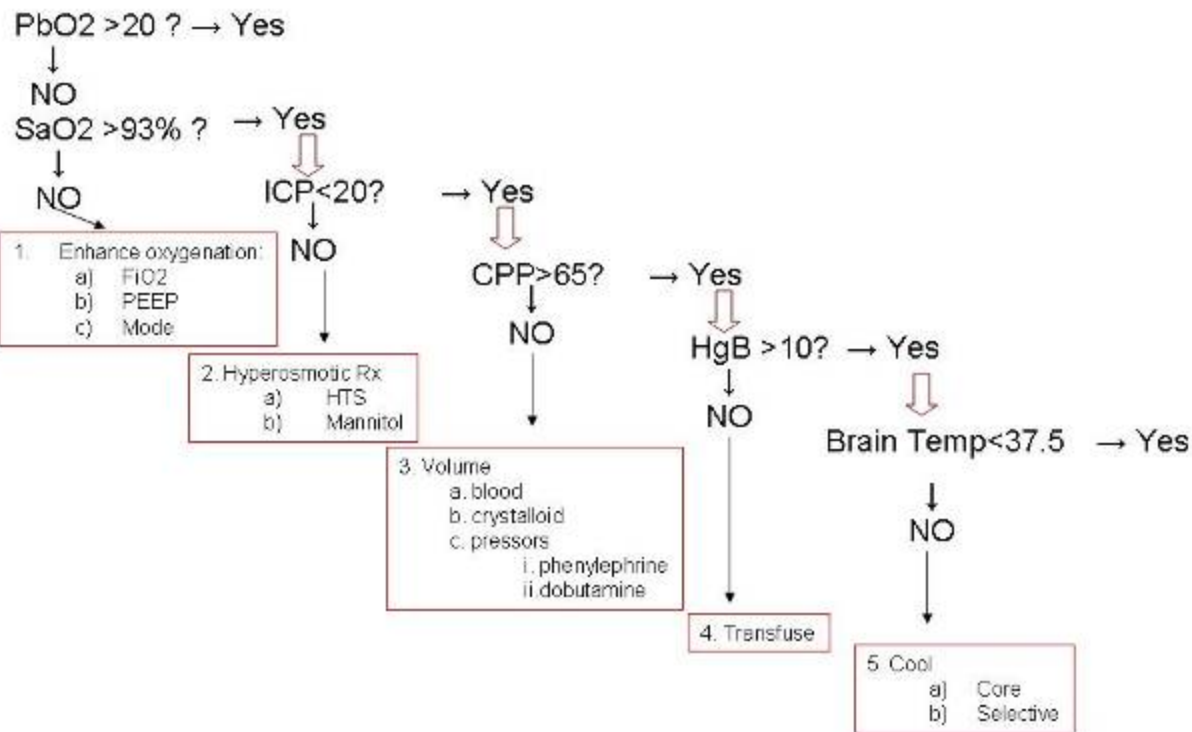 PbO2 >20 ? → Yes
NO
SaO2 >93% ? → Yes
NO
ICP<20? → Yes
NO
1. Enhance oxygenation:
a) FiO2
b) PEEP
c) Mode
CPP>65? → Yes
NO
2. Hyperosmotic Rx
a) HTS
b) Mannitol
HgB >10? → Yes
NO
3. Volume
a. blood
b. crystalloid
c. pressors
i. phenylephrine
ii.dobutamine
Brain Temp<37.5 → Yes
NO
4. Transfuse
5 Cool
a) Core
b) Selective